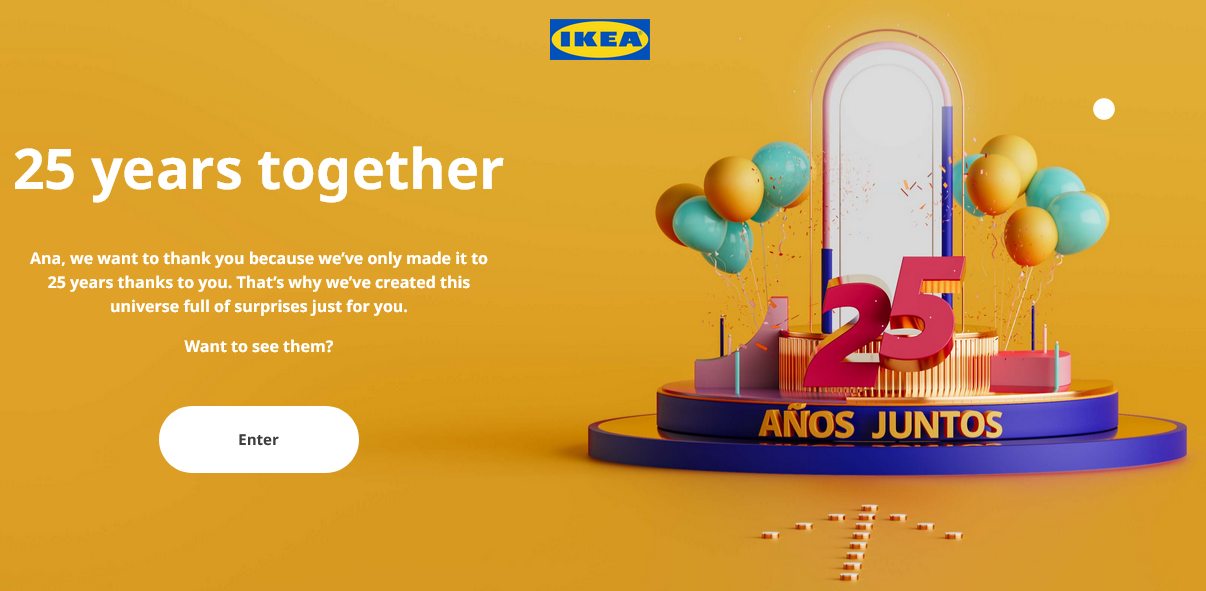 IKEA
25 years together
Ana, we want to thank you because we’ve only made it to
25 years thanks to you. That’s why we’ve created this
universe full of surprises just for you.
Want to see them?
Enter
25
AÑOS JUNTOS